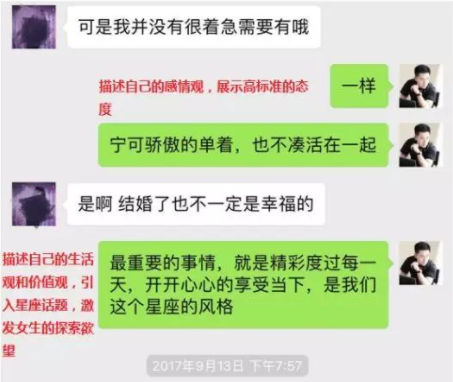 可是我并没有很着急需要有哦
一样
描述自己的感情观，展示高标准的态
度
宁可骄傲的单着，也不凑活在一起
是啊 结婚了也不一定是幸福的
描述自己的生活
观和价值观，引
入星座话题，激
发女生的探索欲
望
最重要的事情，就是精彩度过每一
天，开开心心的享受当下，是我们
这个星座的风格
2017年9月13日 下午7:57